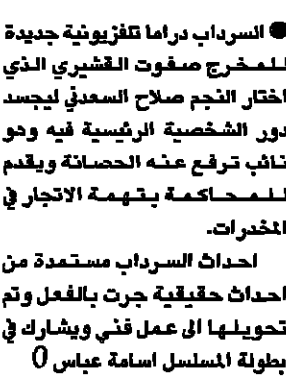 ● السرداب دراما تلفزيونية جديدة
للمخرج صفوت القشيري الذي
اختار النجم صلاح السعدني ليجسد
دور الشخصية الرئيسية فيه وهو
نائب ترفع عنه الحصانة ويقدم
للمحاكمة بتهمة الاتجار في
المخدرات.
احداث السرداب مستمدة من
احداث حقيقية جرت بالفعل وتم
تحويلها الى عمل فني ويشارك في
بطولة المسلسل اسامة عباس 0